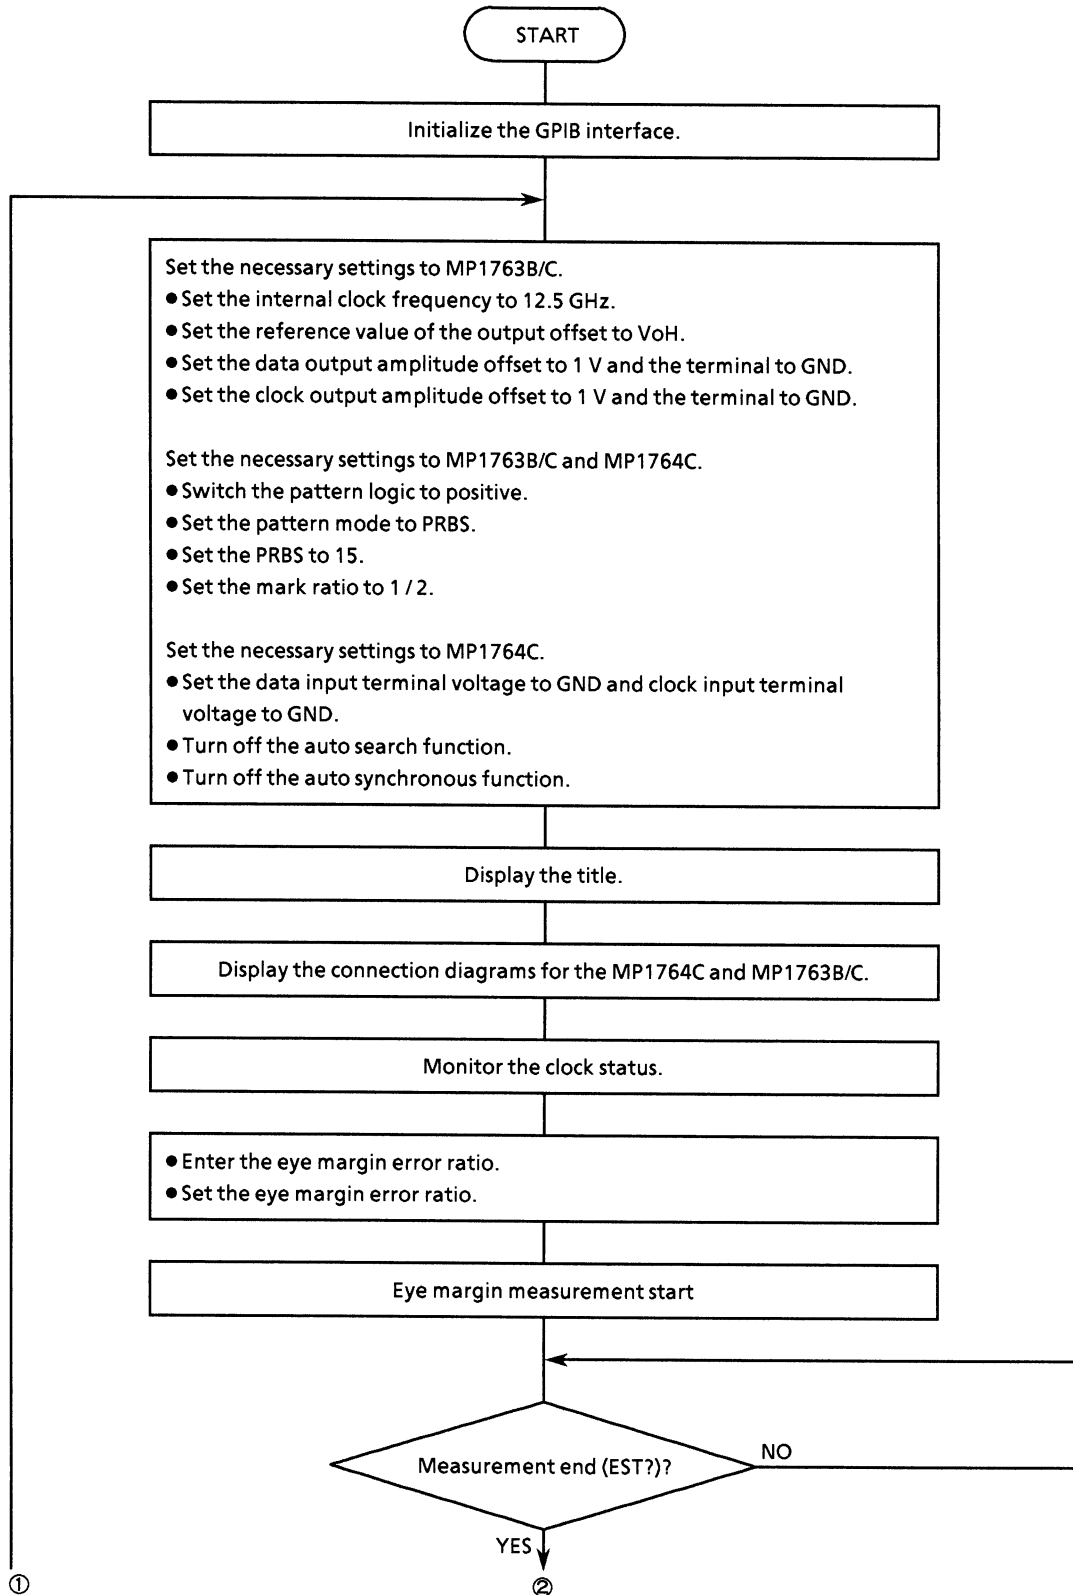 START
Initialize the GPIB interface.
Set the necessary settings to MP1763B/C.
● Set the internal clock frequency to 12.5 GHz.
● Set the reference value of the output offset to VoH.
● Set the data output amplitude offset to 1 V and the terminal to GND.
● Set the clock output amplitude offset to 1 V and the terminal to GND.
Set the necessary settings to MP1763B/C and MP1764C.
● Switch the pattern logic to positive.
● Set the pattern mode to PRBS.
● Set the PRBS to 15.
● Set the mark ratio to 1 / 2.
Set the necessary settings to MP1764C.
● Set the data input terminal voltage to GND and clock input terminal
voltage to GND.
● Turn off the auto search function.
● Turn off the auto synchronous function.
Display the title.
Display the connection diagrams for the MP1764C and MP1763B/C.
Monitor the clock status.
● Enter the eye margin error ratio.
● Set the eye margin error ratio.
Eye margin measurement start
Measurement end (EST?)?
NO
YES
①
②